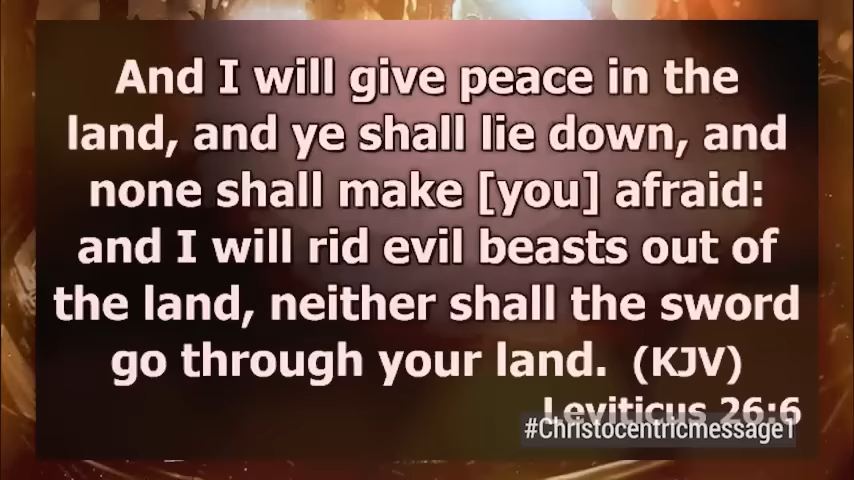 And I will give peace in the
land, and ye shall lie down, and
none shall make [you] afraid:
and I will rid evil beasts out of
the land, neither shall the sword
go through your land. (KJV)
Leviticus 26:6
#Christocentricmessage1